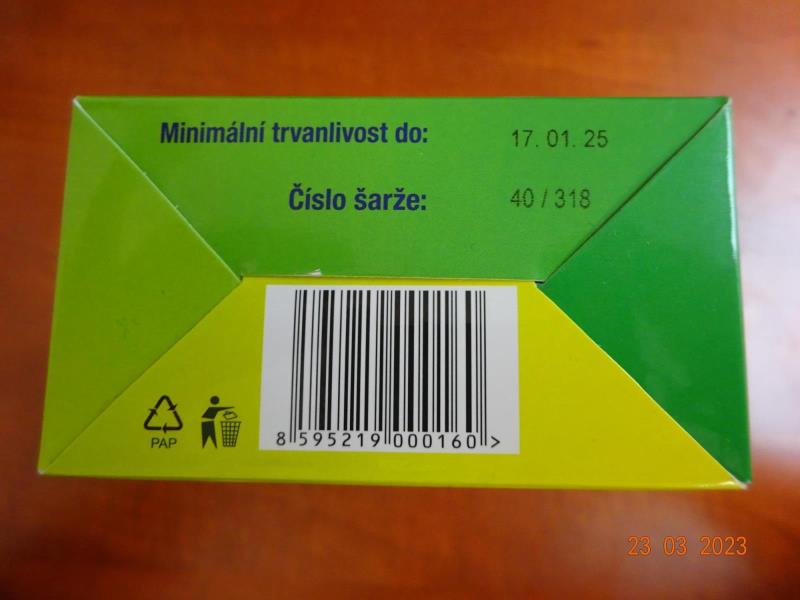 Minimální trvanlivost do: 17. 01. 25
Číslo šarže: 40 / 318
PAP
8 595219 000160 >
23 03 2023